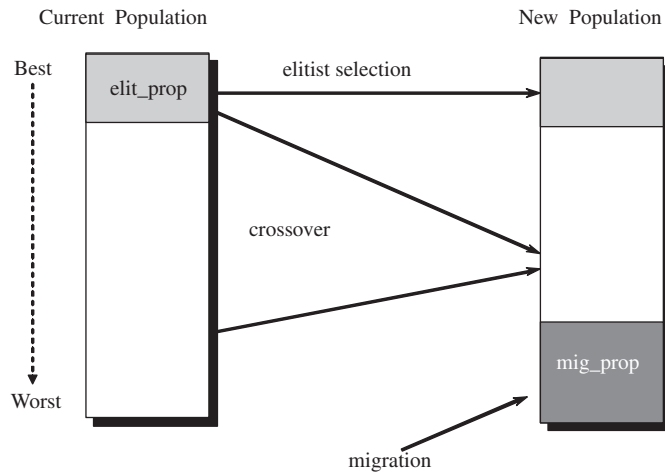 Current Population
New Population
Best
elit_prop
elitist selection
crossover
mig_prop
Worst
migration